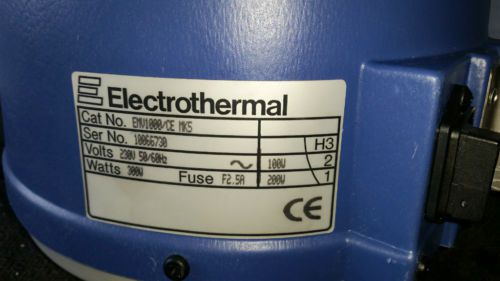 Electrothermal
Cat No. EMV1000/CE MK5
Ser No. 10066730 H3
Volts 230V 50/60Hz ~ 100W 2
Watts 300W Fuse F2.5A 200W 1
CE